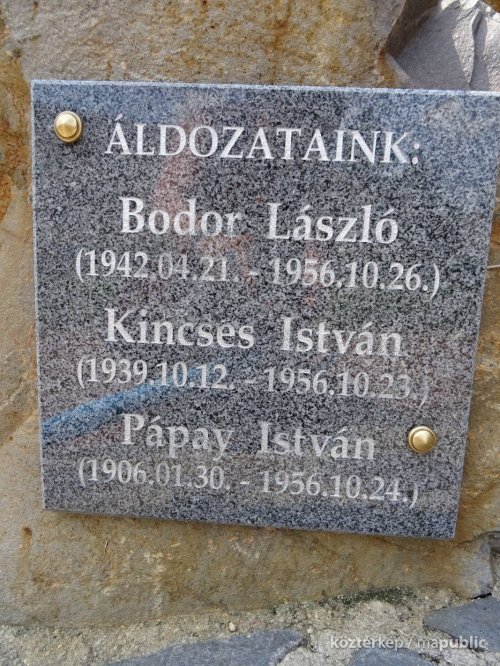 ÁLDOZATAINK:
Bodor László
(1942.04.21. - 1956.10.26.)
Kincses István
(1939.10.12. - 1956.10.23.)
Pápay István
(1906.01.30. - 1956.10.24.)
köztérkép / mapublic